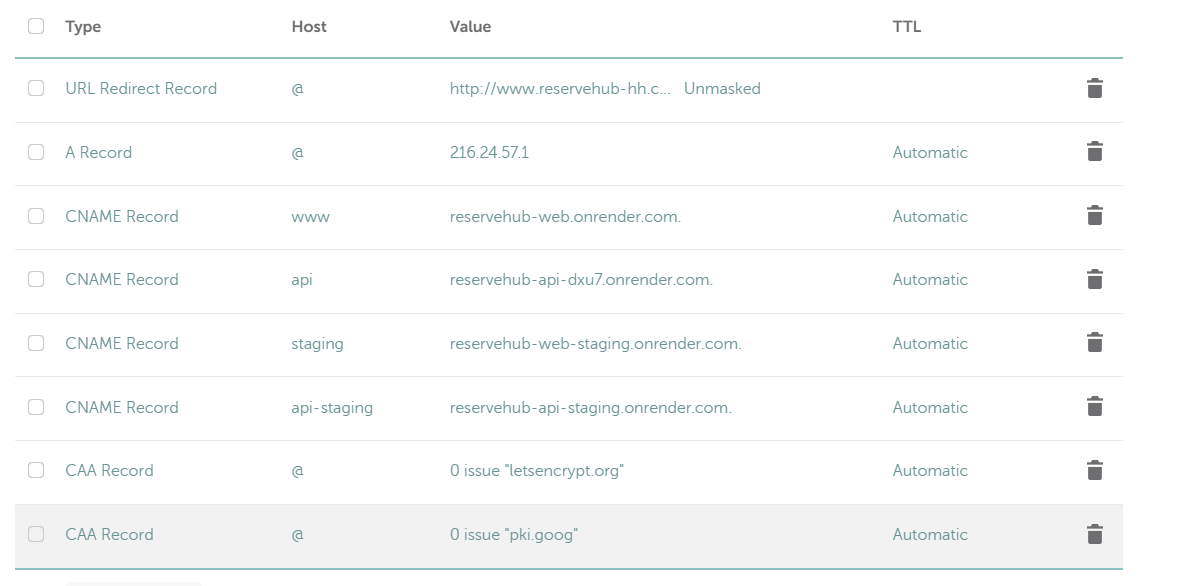 Type Host Value TTL
URL Redirect Record @ http://www.reservehub-hh.c... Unmasked
A Record @ 216.24.57.1 Automatic
CNAME Record www reservehub-web.onrender.com. Automatic
CNAME Record api reservehub-api-dxu7.onrender.com. Automatic
CNAME Record staging reservehub-web-staging.onrender.com. Automatic
CNAME Record api-staging reservehub-api-staging.onrender.com. Automatic
CAA Record @ 0 issue "letsencrypt.org" Automatic
CAA Record @ 0 issue "pki.goog" Automatic